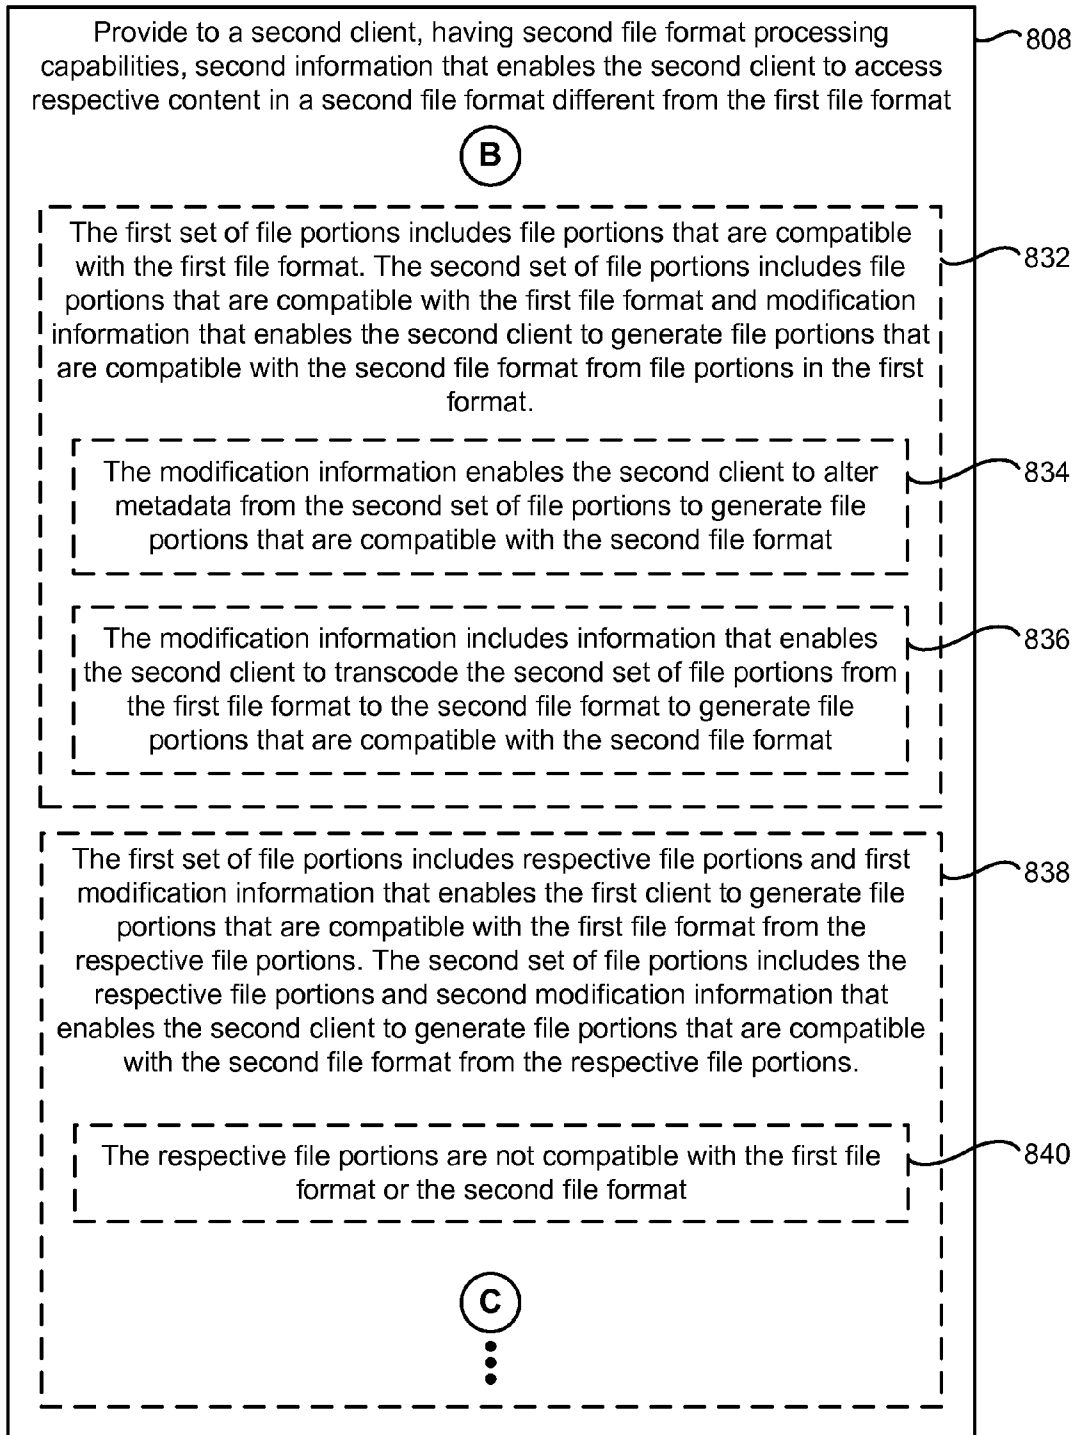 Provide to a second client, having second file format processing
capabilities, second information that enables the second client to access
respective content in a second file format different from the first file format
808
B
The first set of file portions includes file portions that are compatible
with the first file format. The second set of file portions includes file
portions that are compatible with the first file format and modification
information that enables the second client to generate file portions that
are compatible with the second file format from file portions in the first
format.
832
The modification information enables the second client to alter
metadata from the second set of file portions to generate file
portions that are compatible with the second file format
834
The modification information includes information that enables
the second client to transcode the second set of file portions from
the first file format to the second file format to generate file
portions that are compatible with the second file format
836
The first set of file portions includes respective file portions and first
modification information that enables the first client to generate file
portions that are compatible with the first file format from the
respective file portions. The second set of file portions includes the
respective file portions and second modification information that
enables the second client to generate file portions that are compatible
with the second file format from the respective file portions.
838
The respective file portions are not compatible with the first file
format or the second file format
840
C